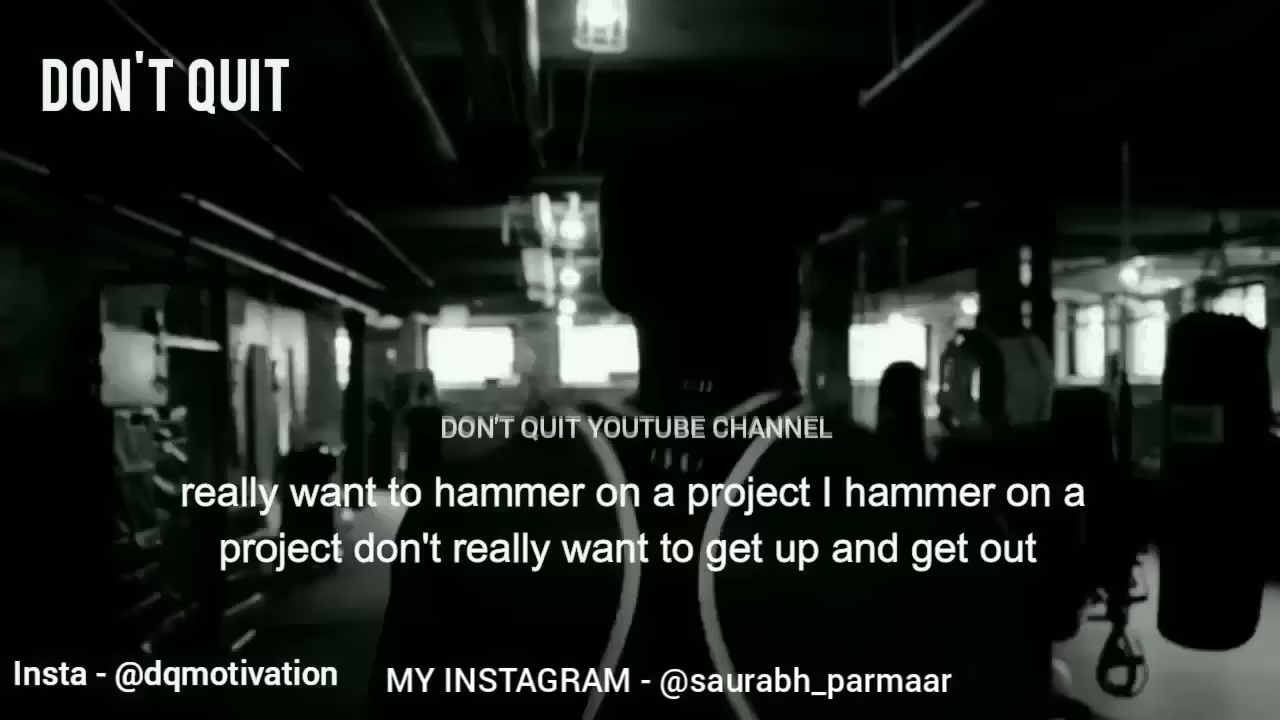 DON'T QUIT
DON'T QUIT YOUTUBE CHANNEL
really want to hammer on a project I hammer on a
project don't really want to get up and get out
Insta - @dqmotivation
MY INSTAGRAM - @saurabh_parmaar